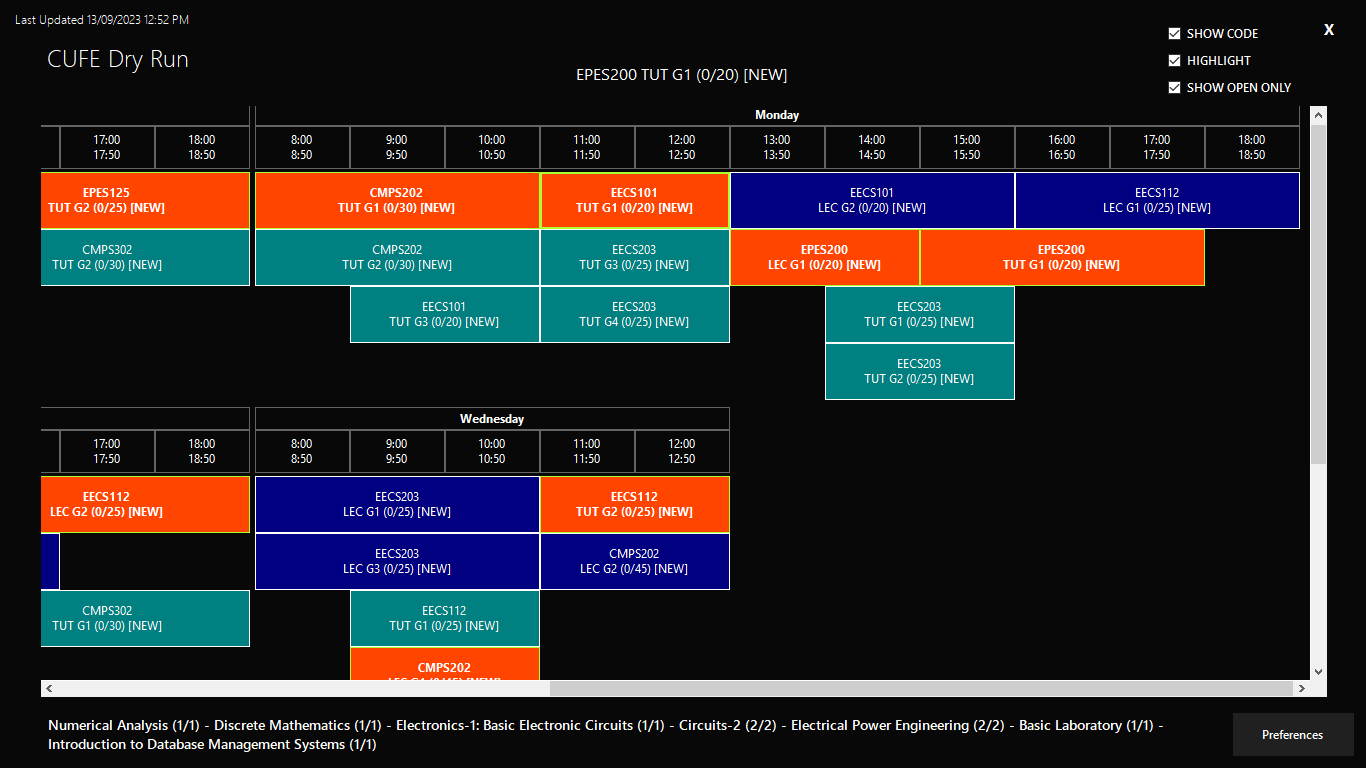 Last Updated 13/09/2023 12:52 PM
CUFE Dry Run
EPES200 TUT G1 (0/20) [NEW]
SHOW CODE
HIGHLIGHT
SHOW OPEN ONLY
X
Monday
17:00 18:00 8:00 9:00 10:00 11:00 12:00 13:00 14:00 15:00 16:00 17:00 18:00
17:50 18:50 8:50 9:50 10:50 11:50 12:50 13:50 14:50 15:50 16:50 17:50 18:50
EPES125 CMPS202 EECS101 EECS101 EECS112
TUT G2 (0/25) [NEW] TUT G1 (0/30) [NEW] TUT G1 (0/20) [NEW] LEC G2 (0/20) [NEW] LEC G1 (0/25) [NEW]
CMPS302 CMPS202 EECS203 EPES200 EPES200
TUT G2 (0/30) [NEW] TUT G2 (0/30) [NEW] TUT G3 (0/25) [NEW] LEC G1 (0/20) [NEW] TUT G1 (0/20) [NEW]
EECS101 EECS203 EECS203
TUT G3 (0/20) [NEW] TUT G4 (0/25) [NEW] TUT G1 (0/25) [NEW]
EECS203
TUT G2 (0/25) [NEW]
Wednesday
17:00 18:00 8:00 9:00 10:00 11:00 12:00
17:50 18:50 8:50 9:50 10:50 11:50 12:50
EECS112 EECS203 EECS112
LEC G2 (0/25) [NEW] LEC G1 (0/25) [NEW] TUT G2 (0/25) [NEW]
EECS203 CMPS202
LEC G3 (0/25) [NEW] LEC G2 (0/45) [NEW]
CMPS302 EECS112
TUT G1 (0/30) [NEW] TUT G1 (0/25) [NEW]
CMPS202
Numerical Analysis (1/1) - Discrete Mathematics (1/1) - Electronics-1: Basic Electronic Circuits (1/1) - Circuits-2 (2/2) - Electrical Power Engineering (2/2) - Basic Laboratory (1/1) -
Introduction to Database Management Systems (1/1)
Preferences